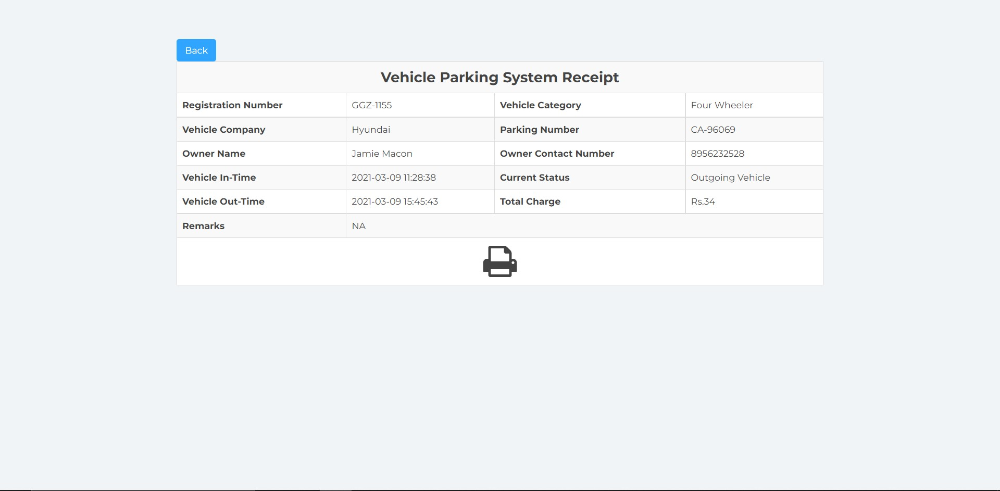 Back
Vehicle Parking System Receipt
Registration Number GGZ-1155 Vehicle Category Four Wheeler
Vehicle Company Hyundai Parking Number CA-96069
Owner Name Jamie Macon Owner Contact Number 8956232528
Vehicle In-Time 2021-03-09 11:28:38 Current Status Outgoing Vehicle
Vehicle Out-Time 2021-03-09 15:45:43 Total Charge Rs.34
Remarks NA